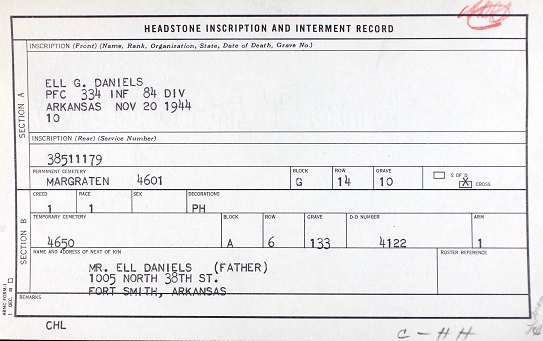 HEADSTONE INSCRIPTION AND INTERMENT RECORD
INSCRIPTION (Front) (Name, Rank, Organization, State, Date of Death, Grave No.)
SECTION A
ELL G. DANIELS
PFC 334 INF 84 DIV
ARKANSAS NOV 20 1944
10
INSCRIPTION (Rear) (Service Number)
38511179
PERMANENT CEMETERY BLOCK ROW GRAVE
MARGRATEN 4601 G 14 10
S OF D
X CROSS
CREED RACE SEX DECORATIONS
1 1 PH
SECTION B
TEMPORARY CEMETERY BLOCK ROW GRAVE D-D NUMBER ARM
4650 A 6 133 4122 1
NAME AND ADDRESS OF NEXT OF KIN ROSTER REFERENCE
MR. ELL DANIELS (FATHER)
1005 NORTH 38TH ST.
FORT SMITH, ARKANSAS
REMARKS
ABMC FORM-1
CHL
C - HH